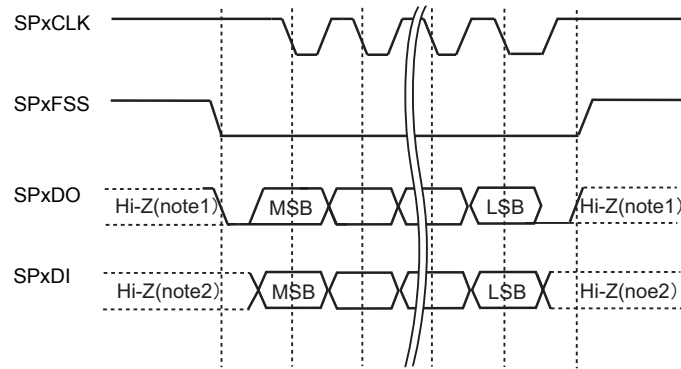 SPxCLK
SPxFSS
SPxDO
Hi-Z(note1)
MSB
LSB
Hi-Z(note1)
SPxDI
Hi-Z(note2)
MSB
LSB
Hi-Z(noe2)